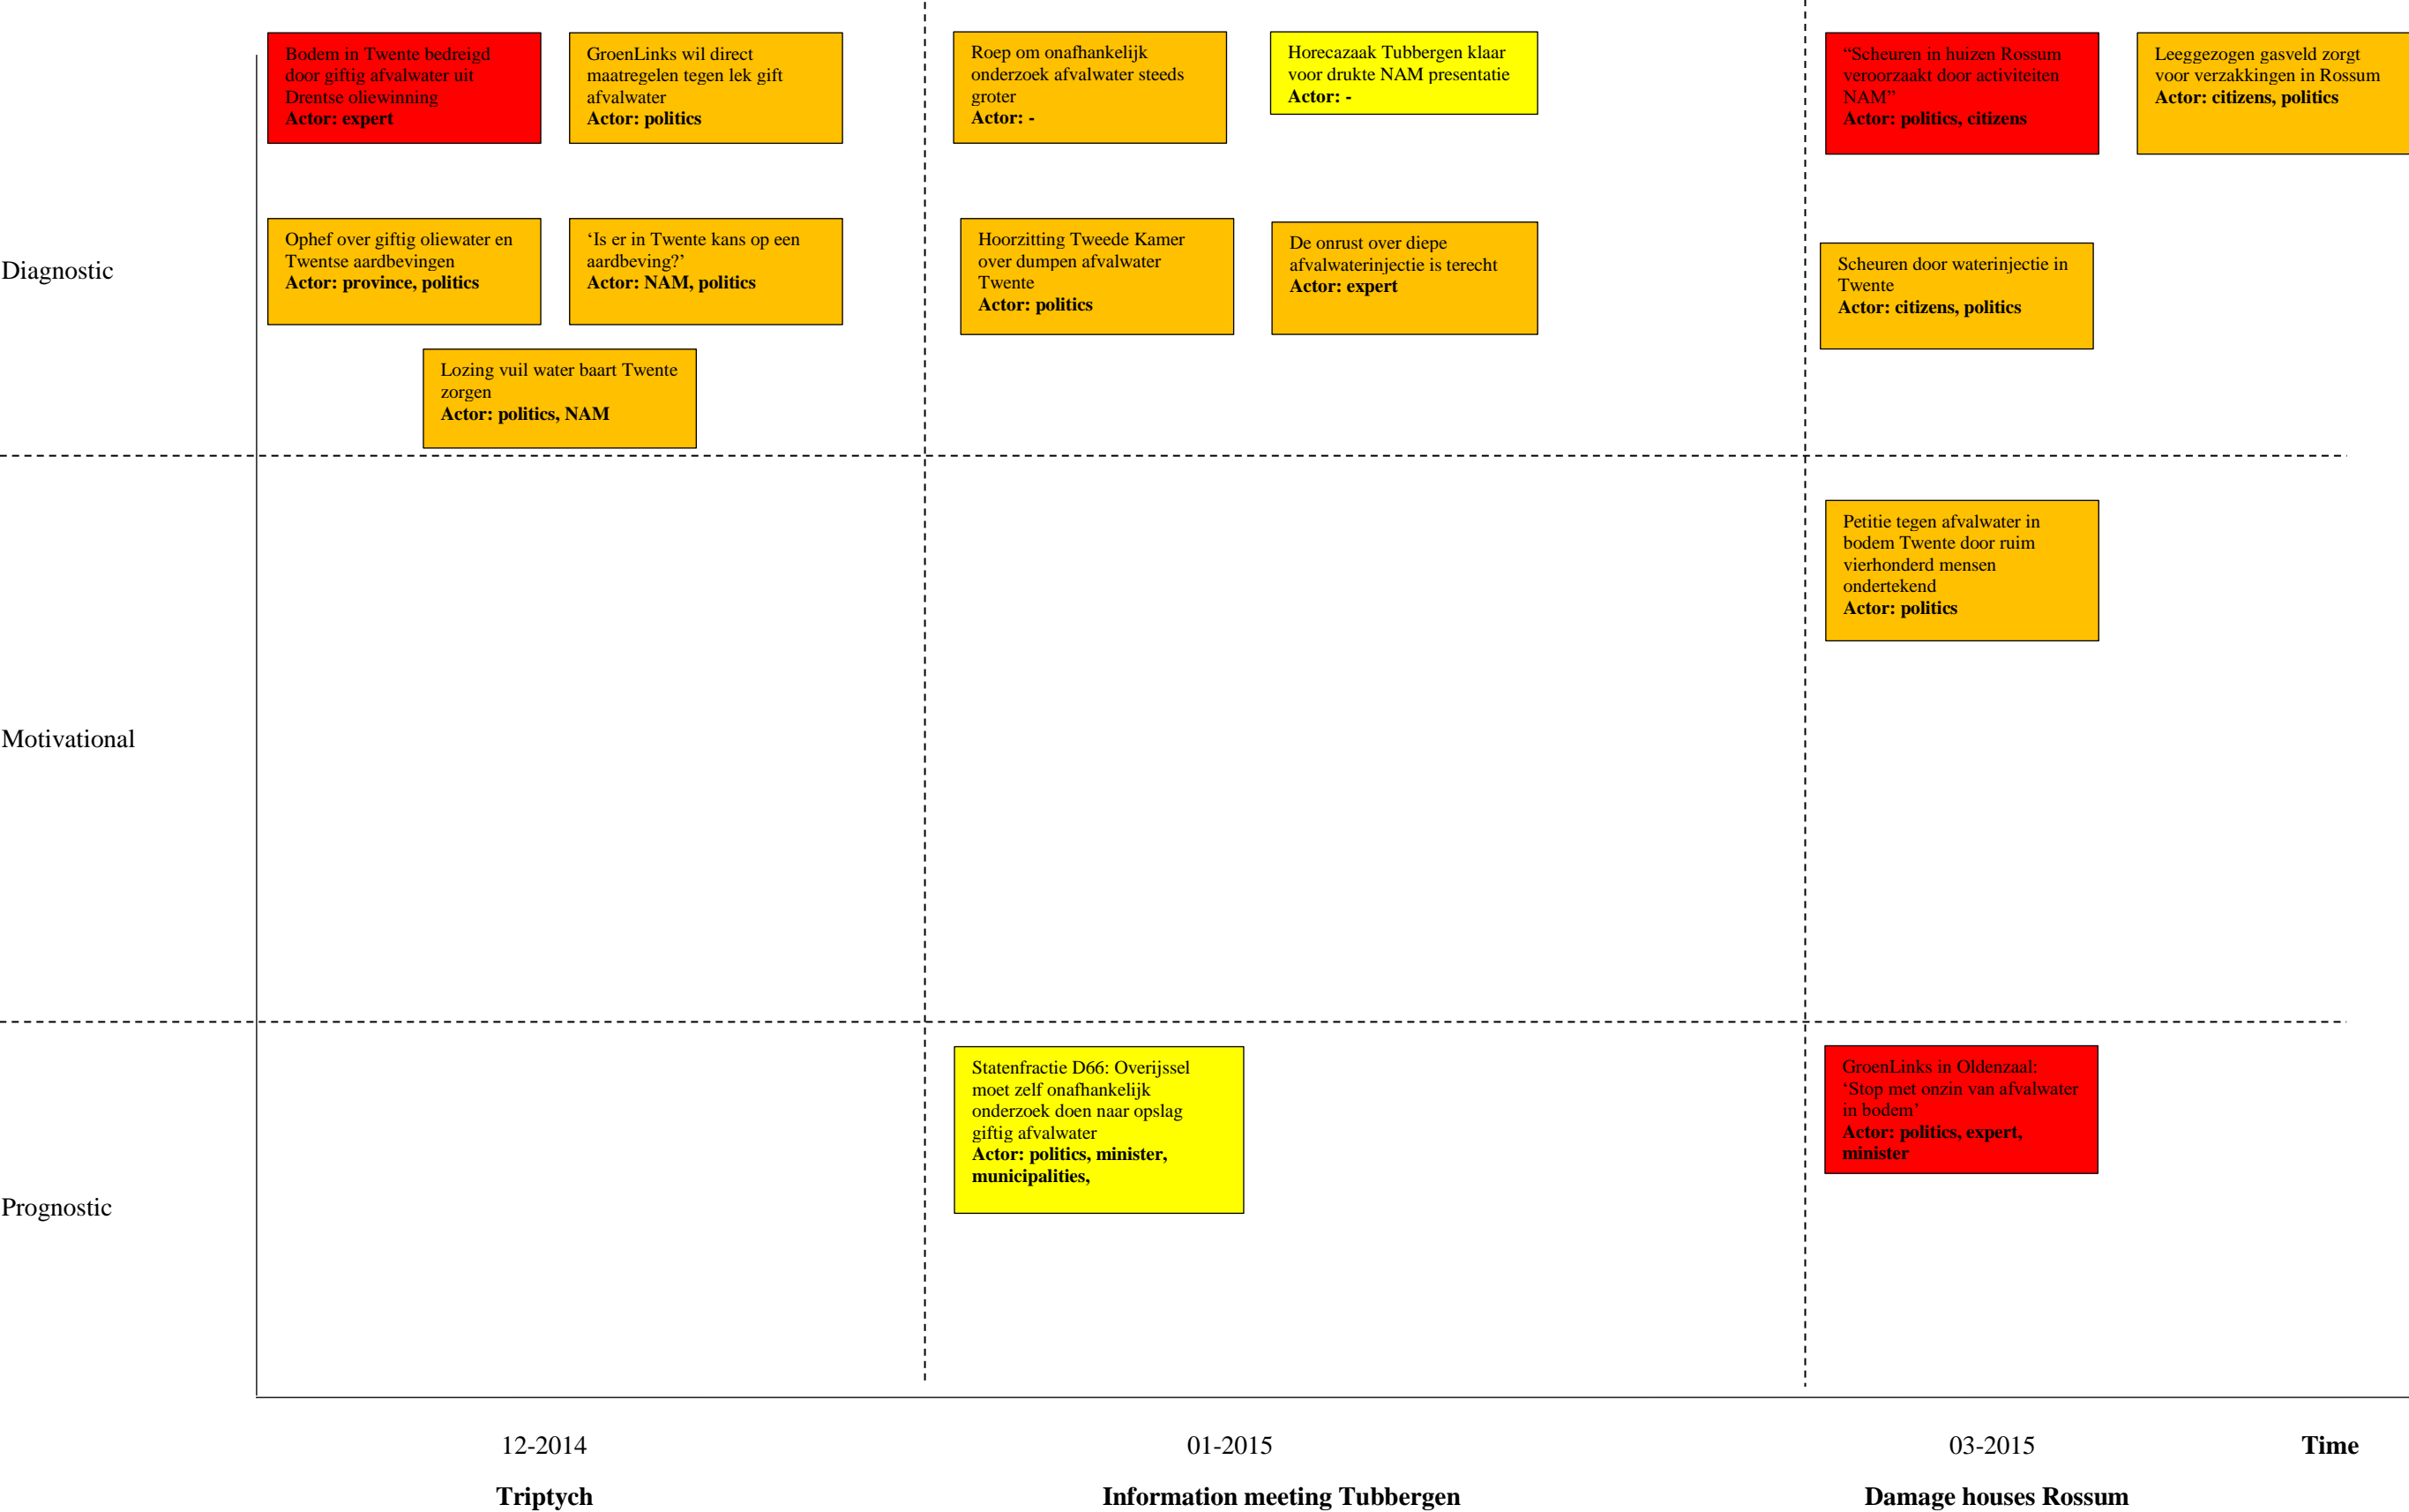 Bodem in Twente bedreigd
door giftig afvalwater uit
Drentse oliewinning
Actor: expert
GroenLinks wil direct
maatregelen tegen lek gift
afvalwater
Actor: politics
Roep om onafhankelijk
onderzoek afvalwater steeds
groter
Actor: -
Horecazaak Tubbergen klaar
voor drukte NAM presentatie
Actor: -
“Scheuren in huizen Rossum
veroorzaakt door activiteiten
NAM”
Actor: politics, citizens
Leeggezogen gasveld zorgt
voor verzakkingen in Rossum
Actor: citizens, politics
Diagnostic
Ophef over giftig oliewater en
Twentse aardbevingen
Actor: province, politics
‘Is er in Twente kans op een
aardbeving?’
Actor: NAM, politics
Hoorzitting Tweede Kamer
over dumpen afvalwater
Twente
Actor: politics
De onrust over diepe
afvalwaterinjectie is terecht
Actor: expert
Scheuren door waterinjectie in
Twente
Actor: citizens, politics
Lozing vuil water baart Twente
zorgen
Actor: politics, NAM
Motivational
Petitie tegen afvalwater in
bodem Twente door ruim
vierhonderd mensen
ondertekend
Actor: politics
Prognostic
Statenfractie D66: Overijssel
moet zelf onafhankelijk
onderzoek doen naar opslag
giftig afvalwater
Actor: politics, minister,
municipalities,
GroenLinks in Oldenzaal:
‘Stop met onzin van afvalwater
in bodem’
Actor: politics, expert,
minister
12-2014
01-2015
03-2015
Time
Triptych
Information meeting Tubbergen
Damage houses Rossum